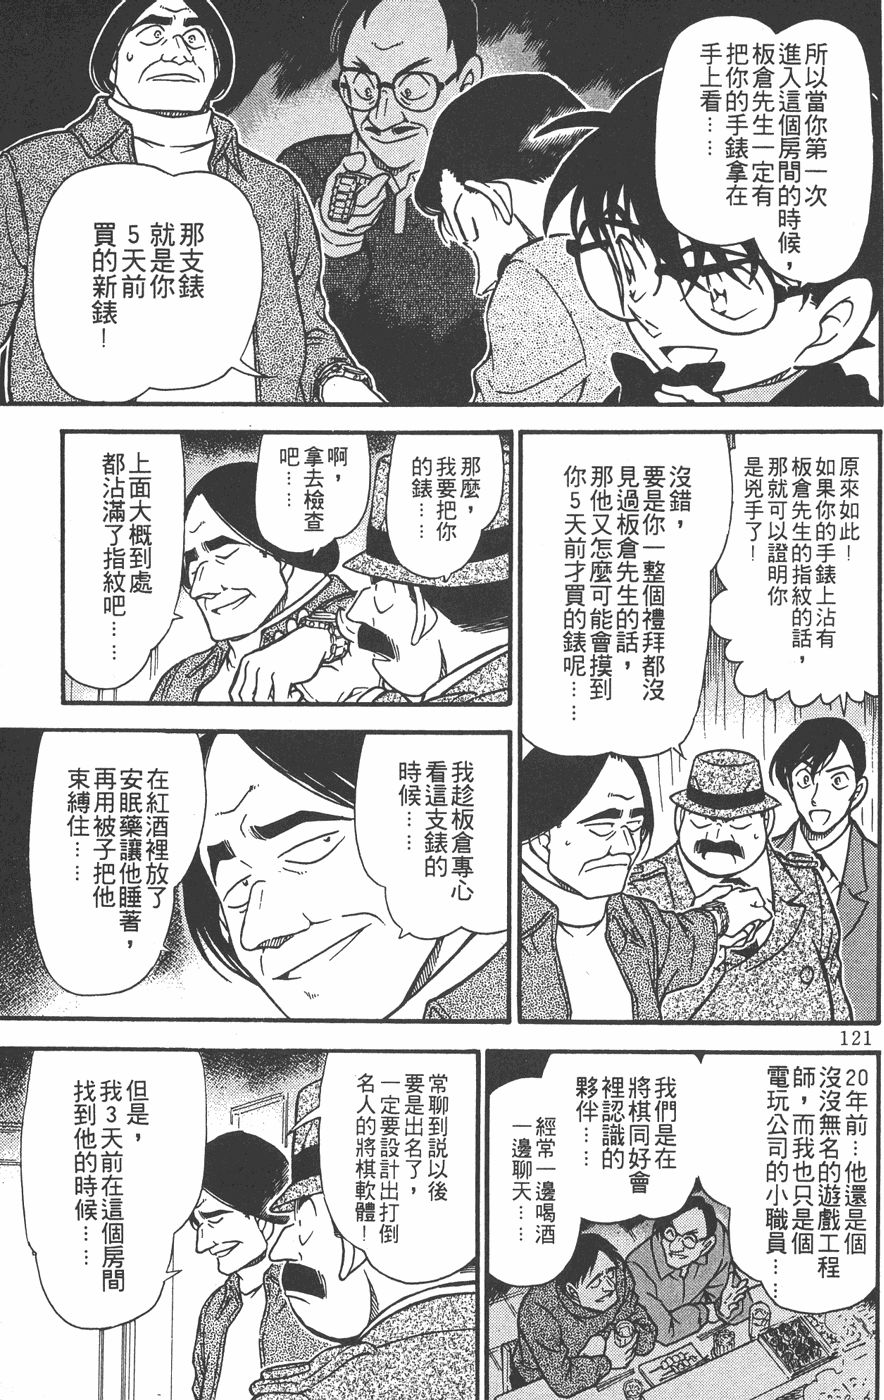 所以當你第一次
進入這個房間的時候，
板倉先生一定有
把你的手錶拿在
手上看……
那支錶
就是你
5天前
買的新錶！
原來如此！
如果你的手錶上沾有
板倉先生的指紋的話，
那就可以證明你
是兇手了！
沒錯，
要是你一整個禮拜都沒
見過板倉先生的話，
那他又怎麼可能會摸到
你5天前才買的錶呢……
那麼，
我要把你
的錶……
啊，
拿去檢查
吧……
上面大概到處
都沾滿了指紋吧……
我趁板倉專心
看這支錶的
時候……
在紅酒裡放了
安眠藥讓他睡著，
再用被子把他
束縛住……
121
20年前…他還是個
沒沒無名的遊戲工程
師，而我也只是個
電玩公司的小職員…
我們是在
將棋同好會
裡認識的
夥伴…
經常一邊喝酒
一邊聊天……
常聊到說以後
要是出名了，
一定要設計出打倒
名人的將棋軟體！
但是，
我3天前在這個房間
找到他的時候……